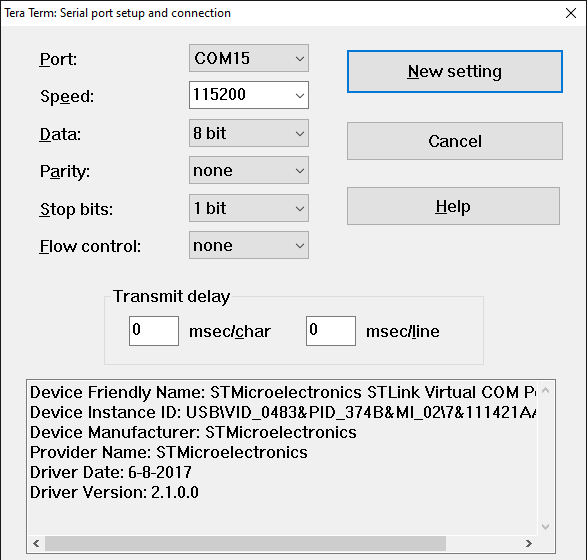 Tera Term: Serial port setup and connection
Port: COM15
New setting
Speed: 115200
Data: 8 bit
Cancel
Parity: none
Stop bits: 1 bit
Help
Flow control: none
Transmit delay
0 msec/char 0 msec/line
Device Friendly Name: STMicroelectronics STLink Virtual COM Po
Device Instance ID: USB\VID_0483&PID_374B&MI_02\7&111421AA
Device Manufacturer: STMicroelectronics
Provider Name: STMicroelectronics
Driver Date: 6-8-2017
Driver Version: 2.1.0.0